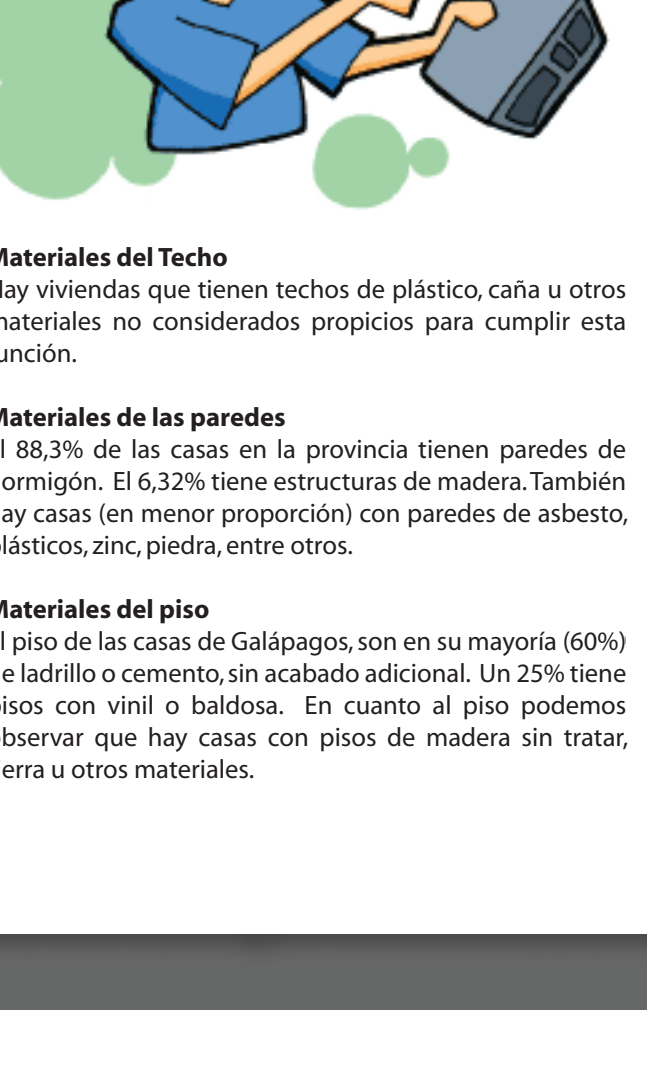 Materiales del Techo
Hay viviendas que tienen techos de plástico, caña u otros
materiales no considerados propicios para cumplir esta
función.
Materiales de las paredes
l 88,3% de las casas en la provincia tienen paredes de
ormigón. El 6,32% tiene estructuras de madera. También
ay casas (en menor proporción) con paredes de asbesto,
plásticos, zinc, piedra, entre otros.
Materiales del piso
l piso de las casas de Galápagos, son en su mayoría (60%)
de ladrillo o cemento, sin acabado adicional. Un 25% tiene
pisos con vinil o baldosa. En cuanto al piso podemos
observar que hay casas con pisos de madera sin tratar,
ierra u otros materiales.